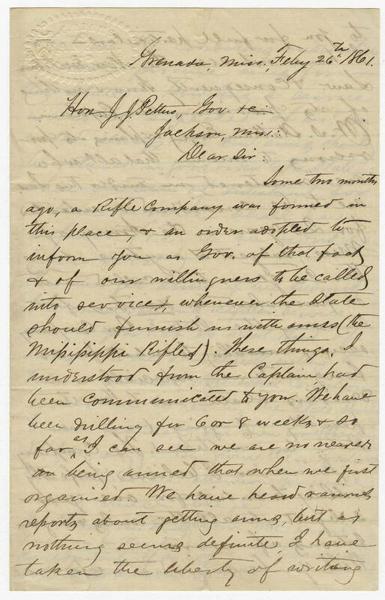 Grenada, Miss, Feby 26th 1861.
Hon. J J Pettus, Gov. &c
Jackson, Miss:
Dear Sir:
Some two months
ago, a Rifle Company was formed in
this place, & an order adopted to
inform you as Gov. of that fact
& of our willingness to be called
into service, whenever the State
should furnish us with arms (the
Mississippi Rifles). These things, I
understood from the Captain had
been communicated to you. We have
been drilling for 6 or 8 weeks & so
far as I can see we are no nearer
being armed that when we first
organised. We have heard various
reports about getting arms, but as
nothing seems definite, I have
taken the liberty of writing